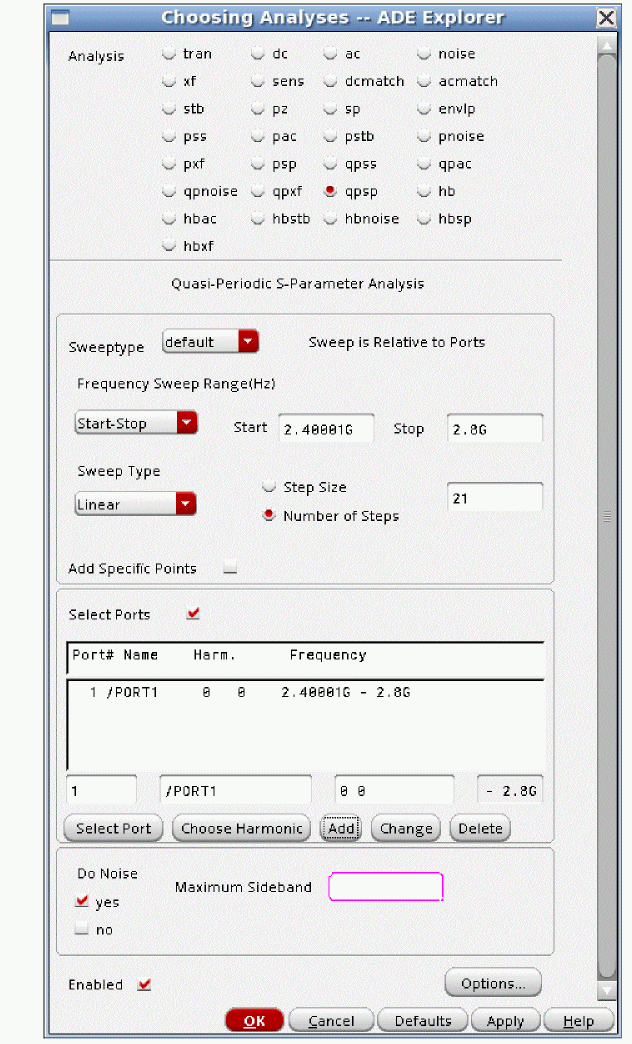 Choosing Analyses -- ADE Explorer
Analysis tran dc ac noise
xf sens dcmatch acmatch
stb pz sp envlp
pss pac pstb pnoise
pxf psp qpss qpac
qpnoise qpxf qpsp hb
hbac hbstb hbnoise hbsp
hbxf
Quasi-Periodic S-Parameter Analysis
Sweeptype default Sweep is Relative to Ports
Frequency Sweep Range(Hz)
Start-Stop Start 2.40001G Stop 2.8G
Sweep Type
Step Size
Linear 21
Number of Steps
Add Specific Points
Select Ports
Port# Name Harm. Frequency
1 /PORT1 0 0 2.40001G - 2.8G
1 /PORT1 0 0 - 2.8G
Select Port Choose Harmonic Add Change Delete
Do Noise
Maximum Sideband
yes
no
Enabled Options...
OK Cancel Defaults Apply Help